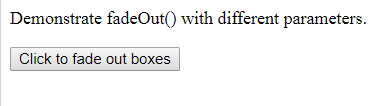 Demonstrate fadeOut() with different parameters.
Click to fade out boxes